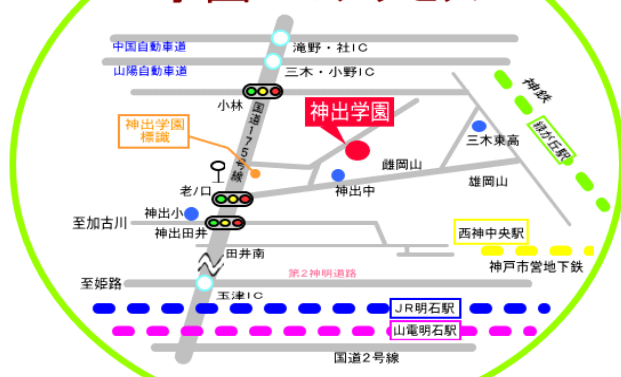 中国自動車道
滝野・社IC
山陽自動車道
三木・小野IC
神鉄
小林
国道175号線
神出学園
緑が丘駅
神出学園
標識
三木東高
雌岡山
老ノ口
神出中
雄岡山
神出小
至加古川
神出田井
西神中央駅
田井南
神戸市営地下鉄
第2神明道路
至姫路
玉津IC
JR明石駅
山電明石駅
国道2号線